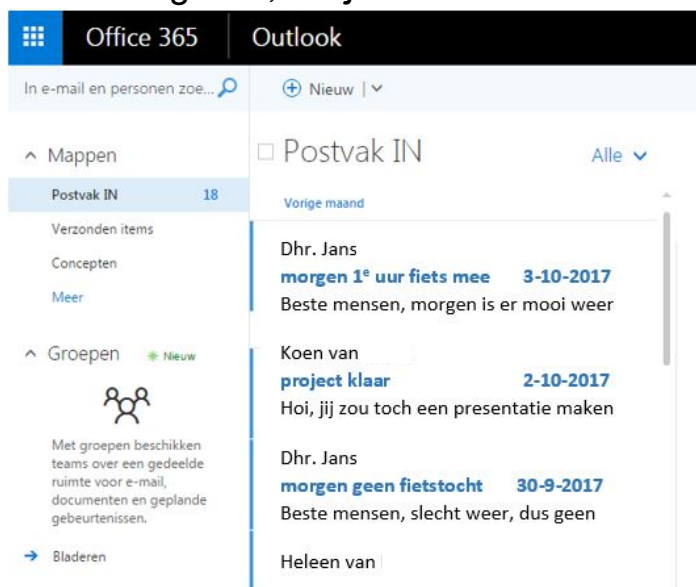 Office 365 Outlook
In e-mail en personen zoe...
Nieuw
Mappen
Postvak IN 18
Verzonden items
Concepten
Meer
Groepen Nieuw
Met groepen beschikken
teams over een gedeelde
ruimte voor e-mail,
documenten en geplande
gebeurtenissen.
Bladeren
Postvak IN Alle
Vorige maand
Dhr. Jans
morgen 1e uur fiets mee 3-10-2017
Beste mensen, morgen is er mooi weer
Koen van
project klaar 2-10-2017
Hoi, jij zou toch een presentatie maken
Dhr. Jans
morgen geen fietstocht 30-9-2017
Beste mensen, slecht weer, dus geen
Heleen van